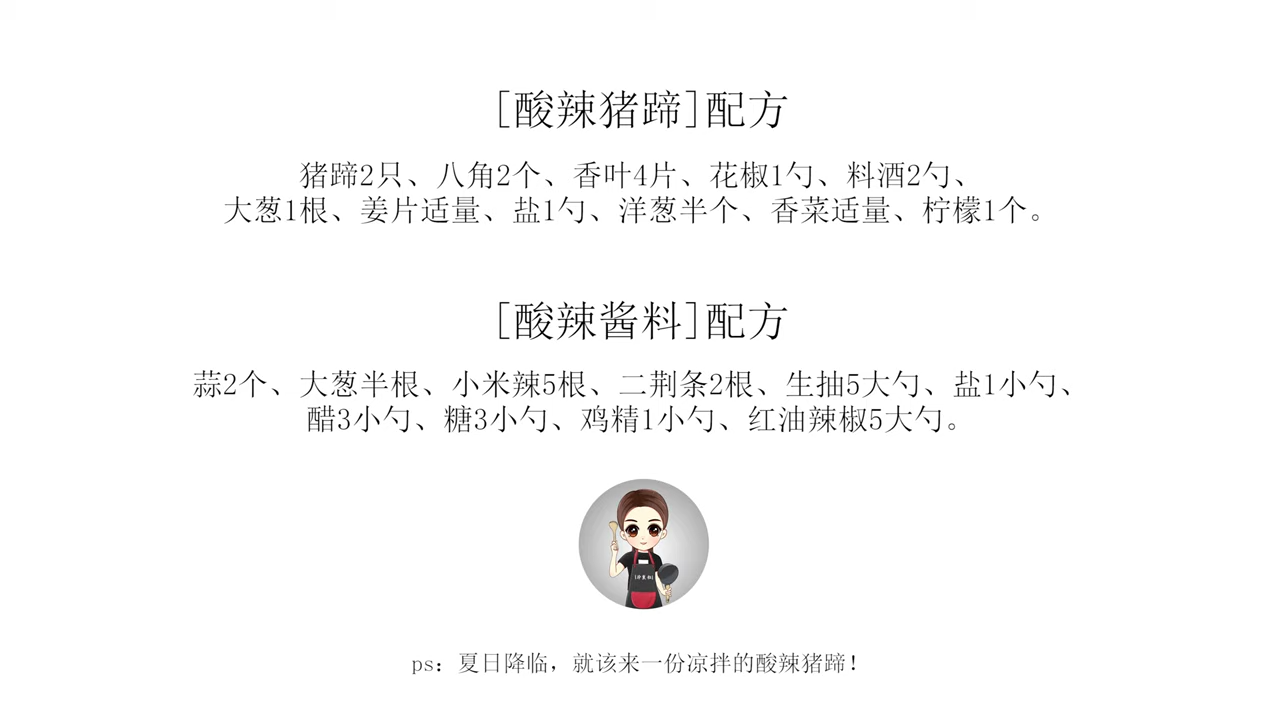 [酸辣猪蹄]配方
猪蹄2只、八角2个、香叶4片、花椒1勺、料酒2勺、
大葱1根、姜片适量、盐1勺、洋葱半个、香菜适量、柠檬1个。
[酸辣酱料]配方
蒜2个、大葱半根、小米辣5根、二荆条2根、生抽5大勺、盐1小勺、
醋3小勺、糖3小勺、鸡精1小勺、红油辣椒5大勺。
ps：夏日降临，就该来一份凉拌的酸辣猪蹄！